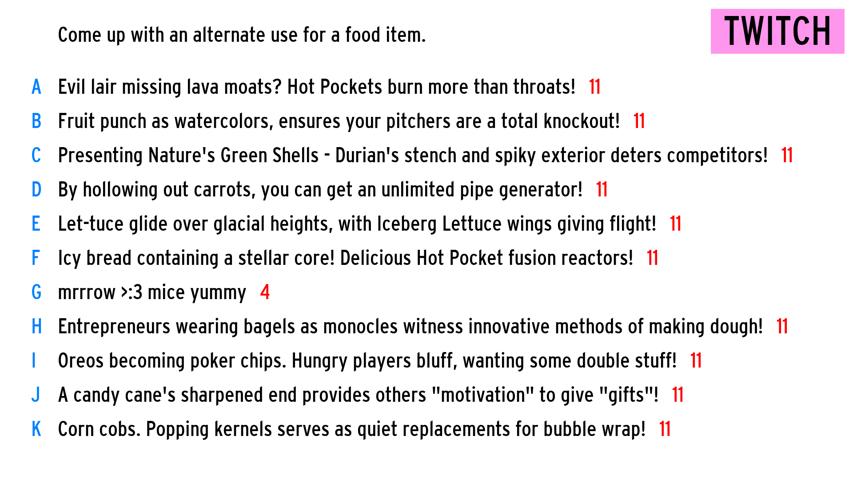 Come up with an alternate use for a food item.
TWITCH
A Evil lair missing lava moats? Hot Pockets burn more than throats! 11
B Fruit punch as watercolors, ensures your pitchers are a total knockout! 11
C Presenting Nature's Green Shells - Durian's stench and spiky exterior deters competitors! 11
D By hollowing out carrots, you can get an unlimited pipe generator! 11
E Let-tuce glide over glacial heights, with Iceberg Lettuce wings giving flight! 11
F Icy bread containing a stellar core! Delicious Hot Pocket fusion reactors! 11
G mrrrow >:3 mice yummy 4
H Entrepreneurs wearing bagels as monocles witness innovative methods of making dough! 11
I Oreos becoming poker chips. Hungry players bluff, wanting some double stuff! 11
J A candy cane's sharpened end provides others "motivation" to give "gifts"! 11
K Corn cobs. Popping kernels serves as quiet replacements for bubble wrap! 11